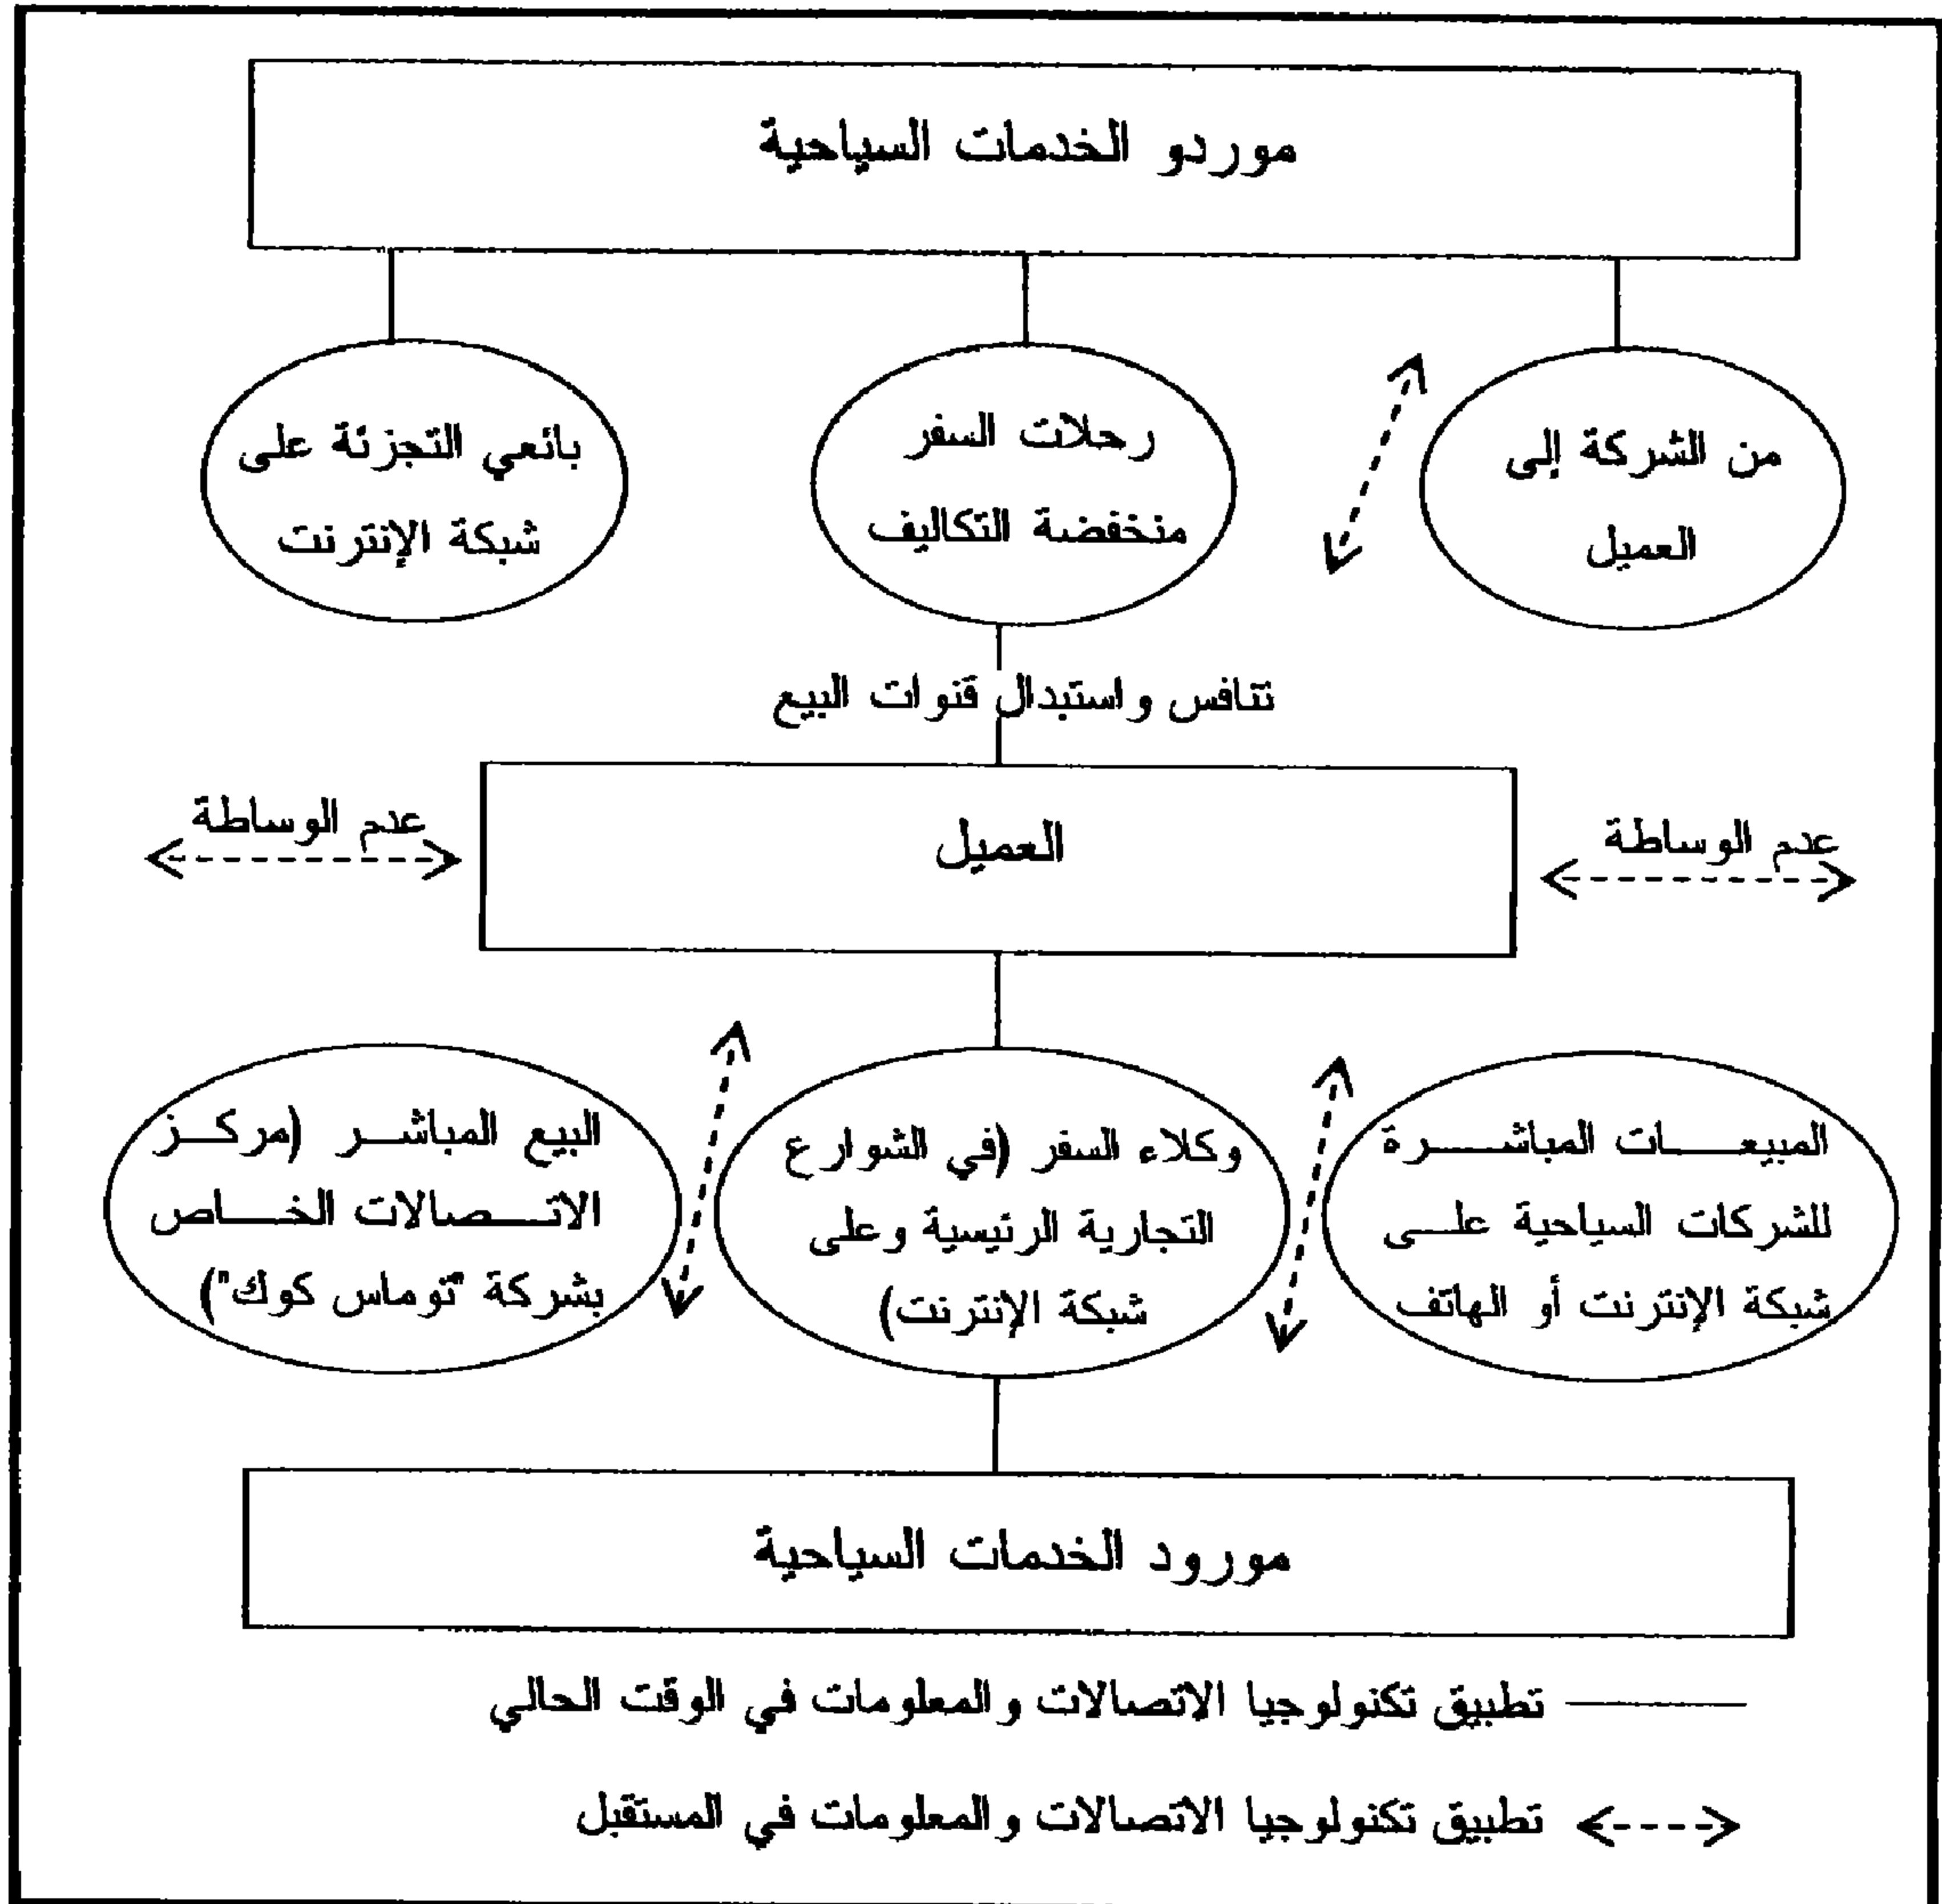 موردو الخدمات السياحية
من الشركة إلى
العميل
رحلات السفر
منخفضة التكاليف
بائعي التجزئة على
شبكة الإنترنت
تنافس واستبدال قنوات البيع
عدم الوساطة
العميل
عدم الوساطة
المبيعات المباشرة
للشركات السياحية على
شبكة الإنترنت أو الهاتف
وكلاء السفر (في الشوارع
التجارية الرئيسية وعلى
شبكة الإنترنت)
البيع المباشر (مركز
الاتصالات الخاص
بشركة "توماس كوك")
مورود الخدمات السياحية
تطبيق تكنولوجيا الاتصالات والمعلومات في الوقت الحالي
تطبيق تكنولوجيا الاتصالات والمعلومات في المستقبل